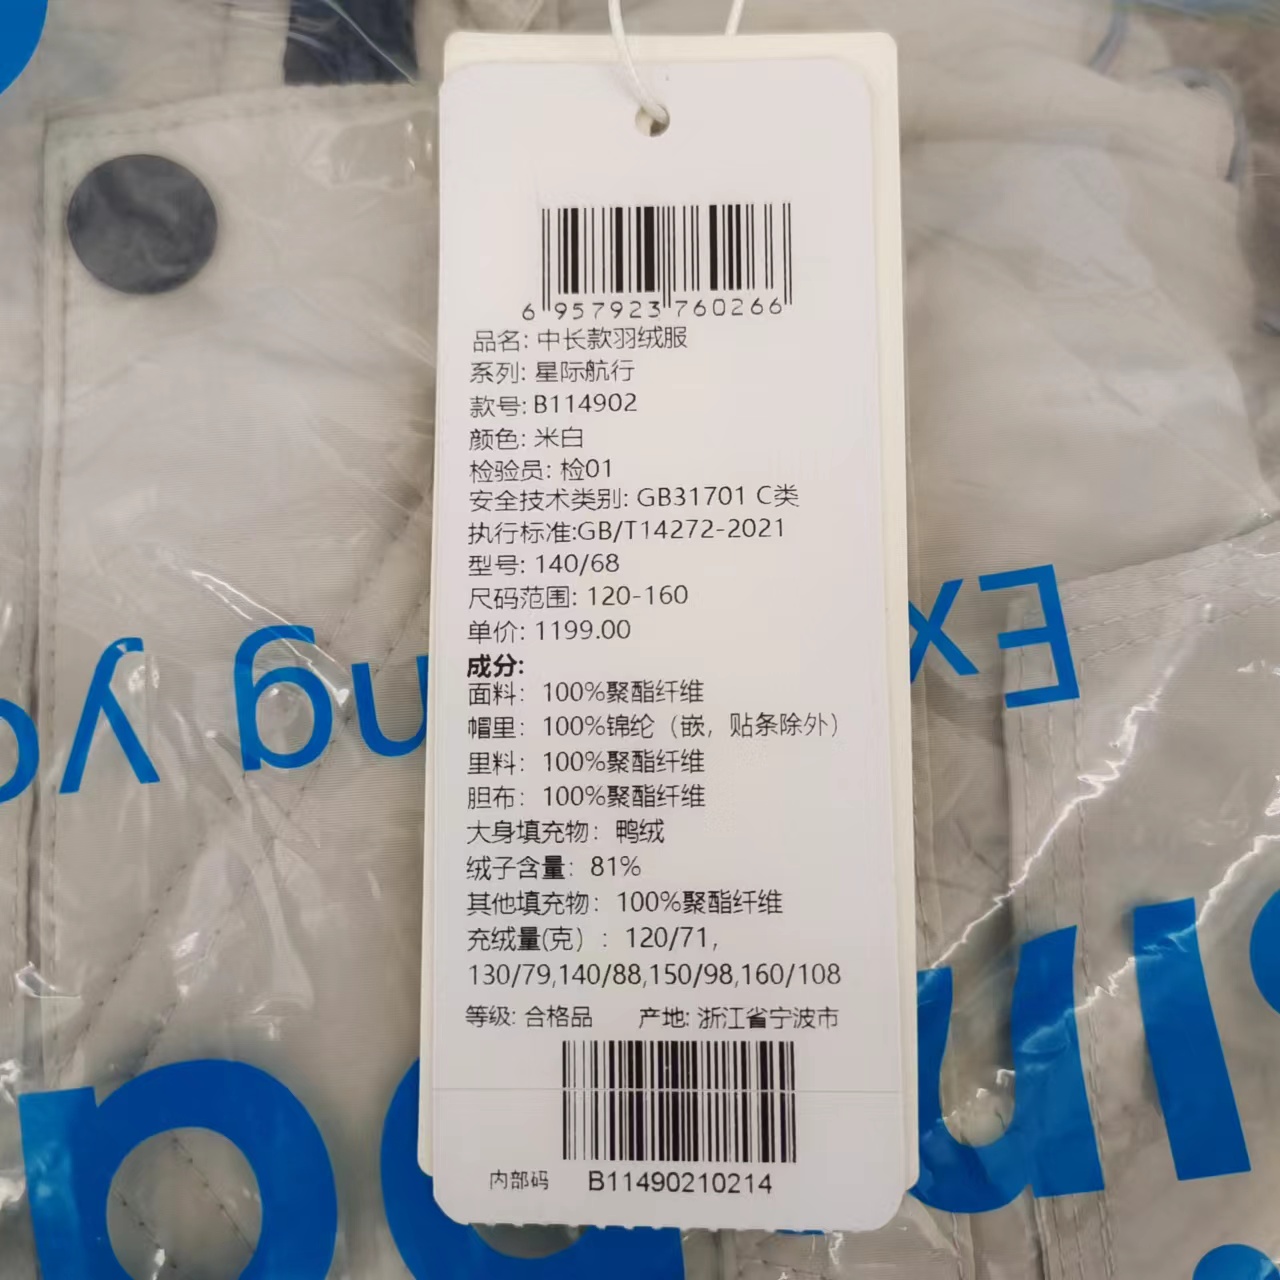 6 957923 760266
品名: 中长款羽绒服
系列: 星际航行
款号: B114902
颜色: 米白
检验员: 检01
安全技术类别: GB31701 C类
执行标准:GB/T14272-2021
型号: 140/68
尺码范围: 120-160
单价: 1199.00
成分:
面料: 100%聚酯纤维
帽里: 100%锦纶（嵌，贴条除外）
里料: 100%聚酯纤维
胆布: 100%聚酯纤维
大身填充物: 鸭绒
绒子含量: 81%
其他填充物: 100%聚酯纤维
充绒量(克）: 120/71,
130/79,140/88,150/98,160/108
等级: 合格品 产地: 浙江省宁波市
内部码 B11490210214
Ex